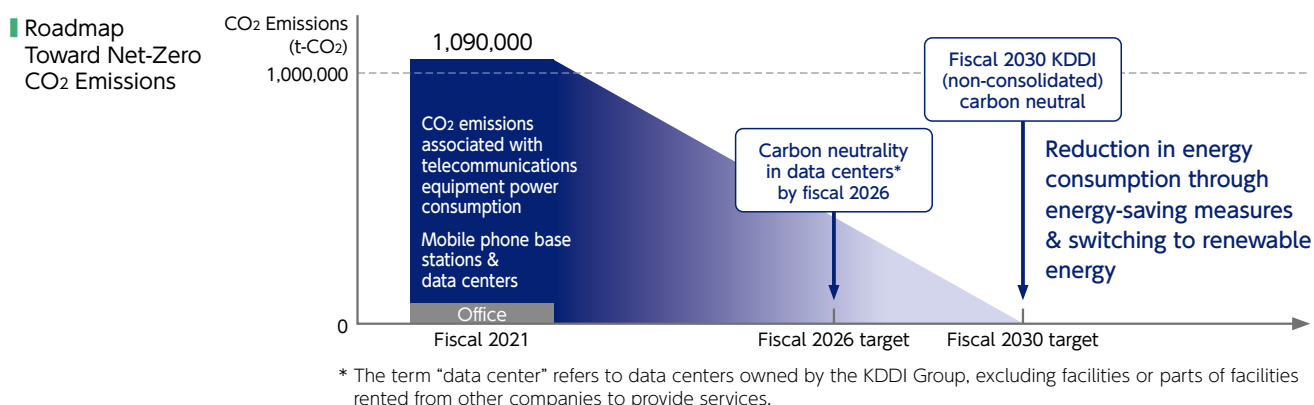 Roadmap
Toward Net-Zero
CO2 Emissions
CO2 Emissions
(t-CO2)
1,090,000
1,000,000
0
CO2 emissions
associated with
telecommunications
equipment power
consumption
Mobile phone base
stations &
data centers
Office
Carbon neutrality
in data centers*
by fiscal 2026
Fiscal 2030 KDDI
(non-consolidated)
carbon neutral
Reduction in energy
consumption through
energy-saving measures
& switching to renewable
energy
Fiscal 2021
Fiscal 2026 target
Fiscal 2030 target
* The term “data center” refers to data centers owned by the KDDI Group, excluding facilities or parts of facilities
rented from other companies to provide services.